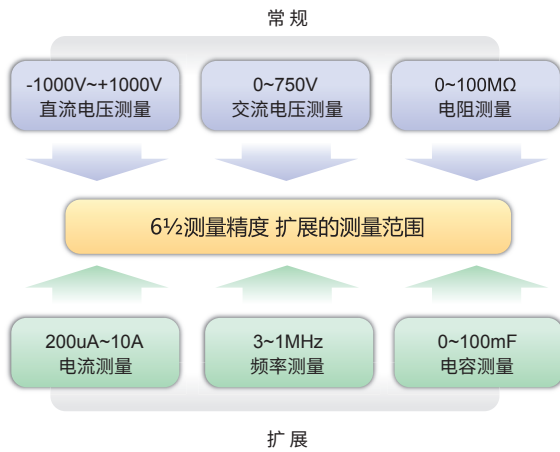 常规
-1000V~+1000V
直流电压测量
0~750V
交流电压测量
0~100MΩ
电阻测量
6½测量精度 扩展的测量范围
200uA~10A
电流测量
3~1MHz
频率测量
0~100mF
电容测量
扩展